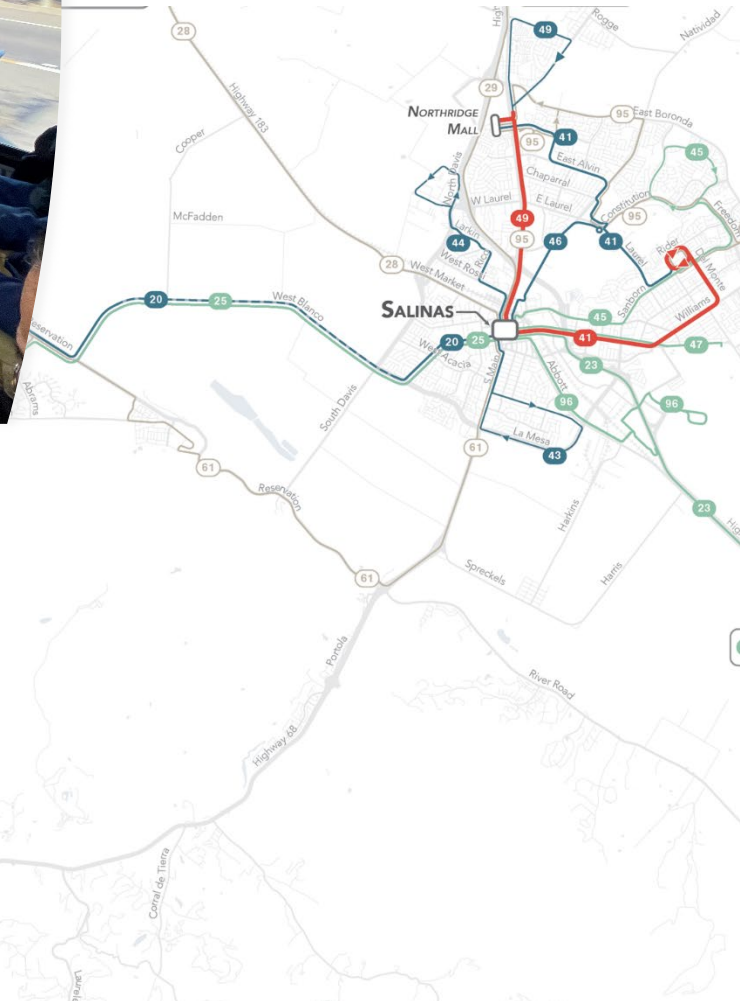 28
Highway 183
Cooper
McFadden
High
Rogge
Natividad
49
29
NORTHRIDGE
MALL
95
East Boronda
95
41
East Alvin
Chaparral
45
North Davis
W Laurel
E Laurel
Constitution
95
Freedom
49
95
46
41
Laurel
Rider
Del Monte
44
Larkin
Rico
West Rossi
28
West Market
Sanborn
Williams
SALINAS
45
20
25
West Blanco
41
47
20
25
West Acacia
S Main
23
Abbott
96
96
La Mesa
43
South Davis
Abrams
61
61
Reservation
23
Harkins
Harris
Spreckels
61
Portola
River Road
Highway 68
Corral de Tierra